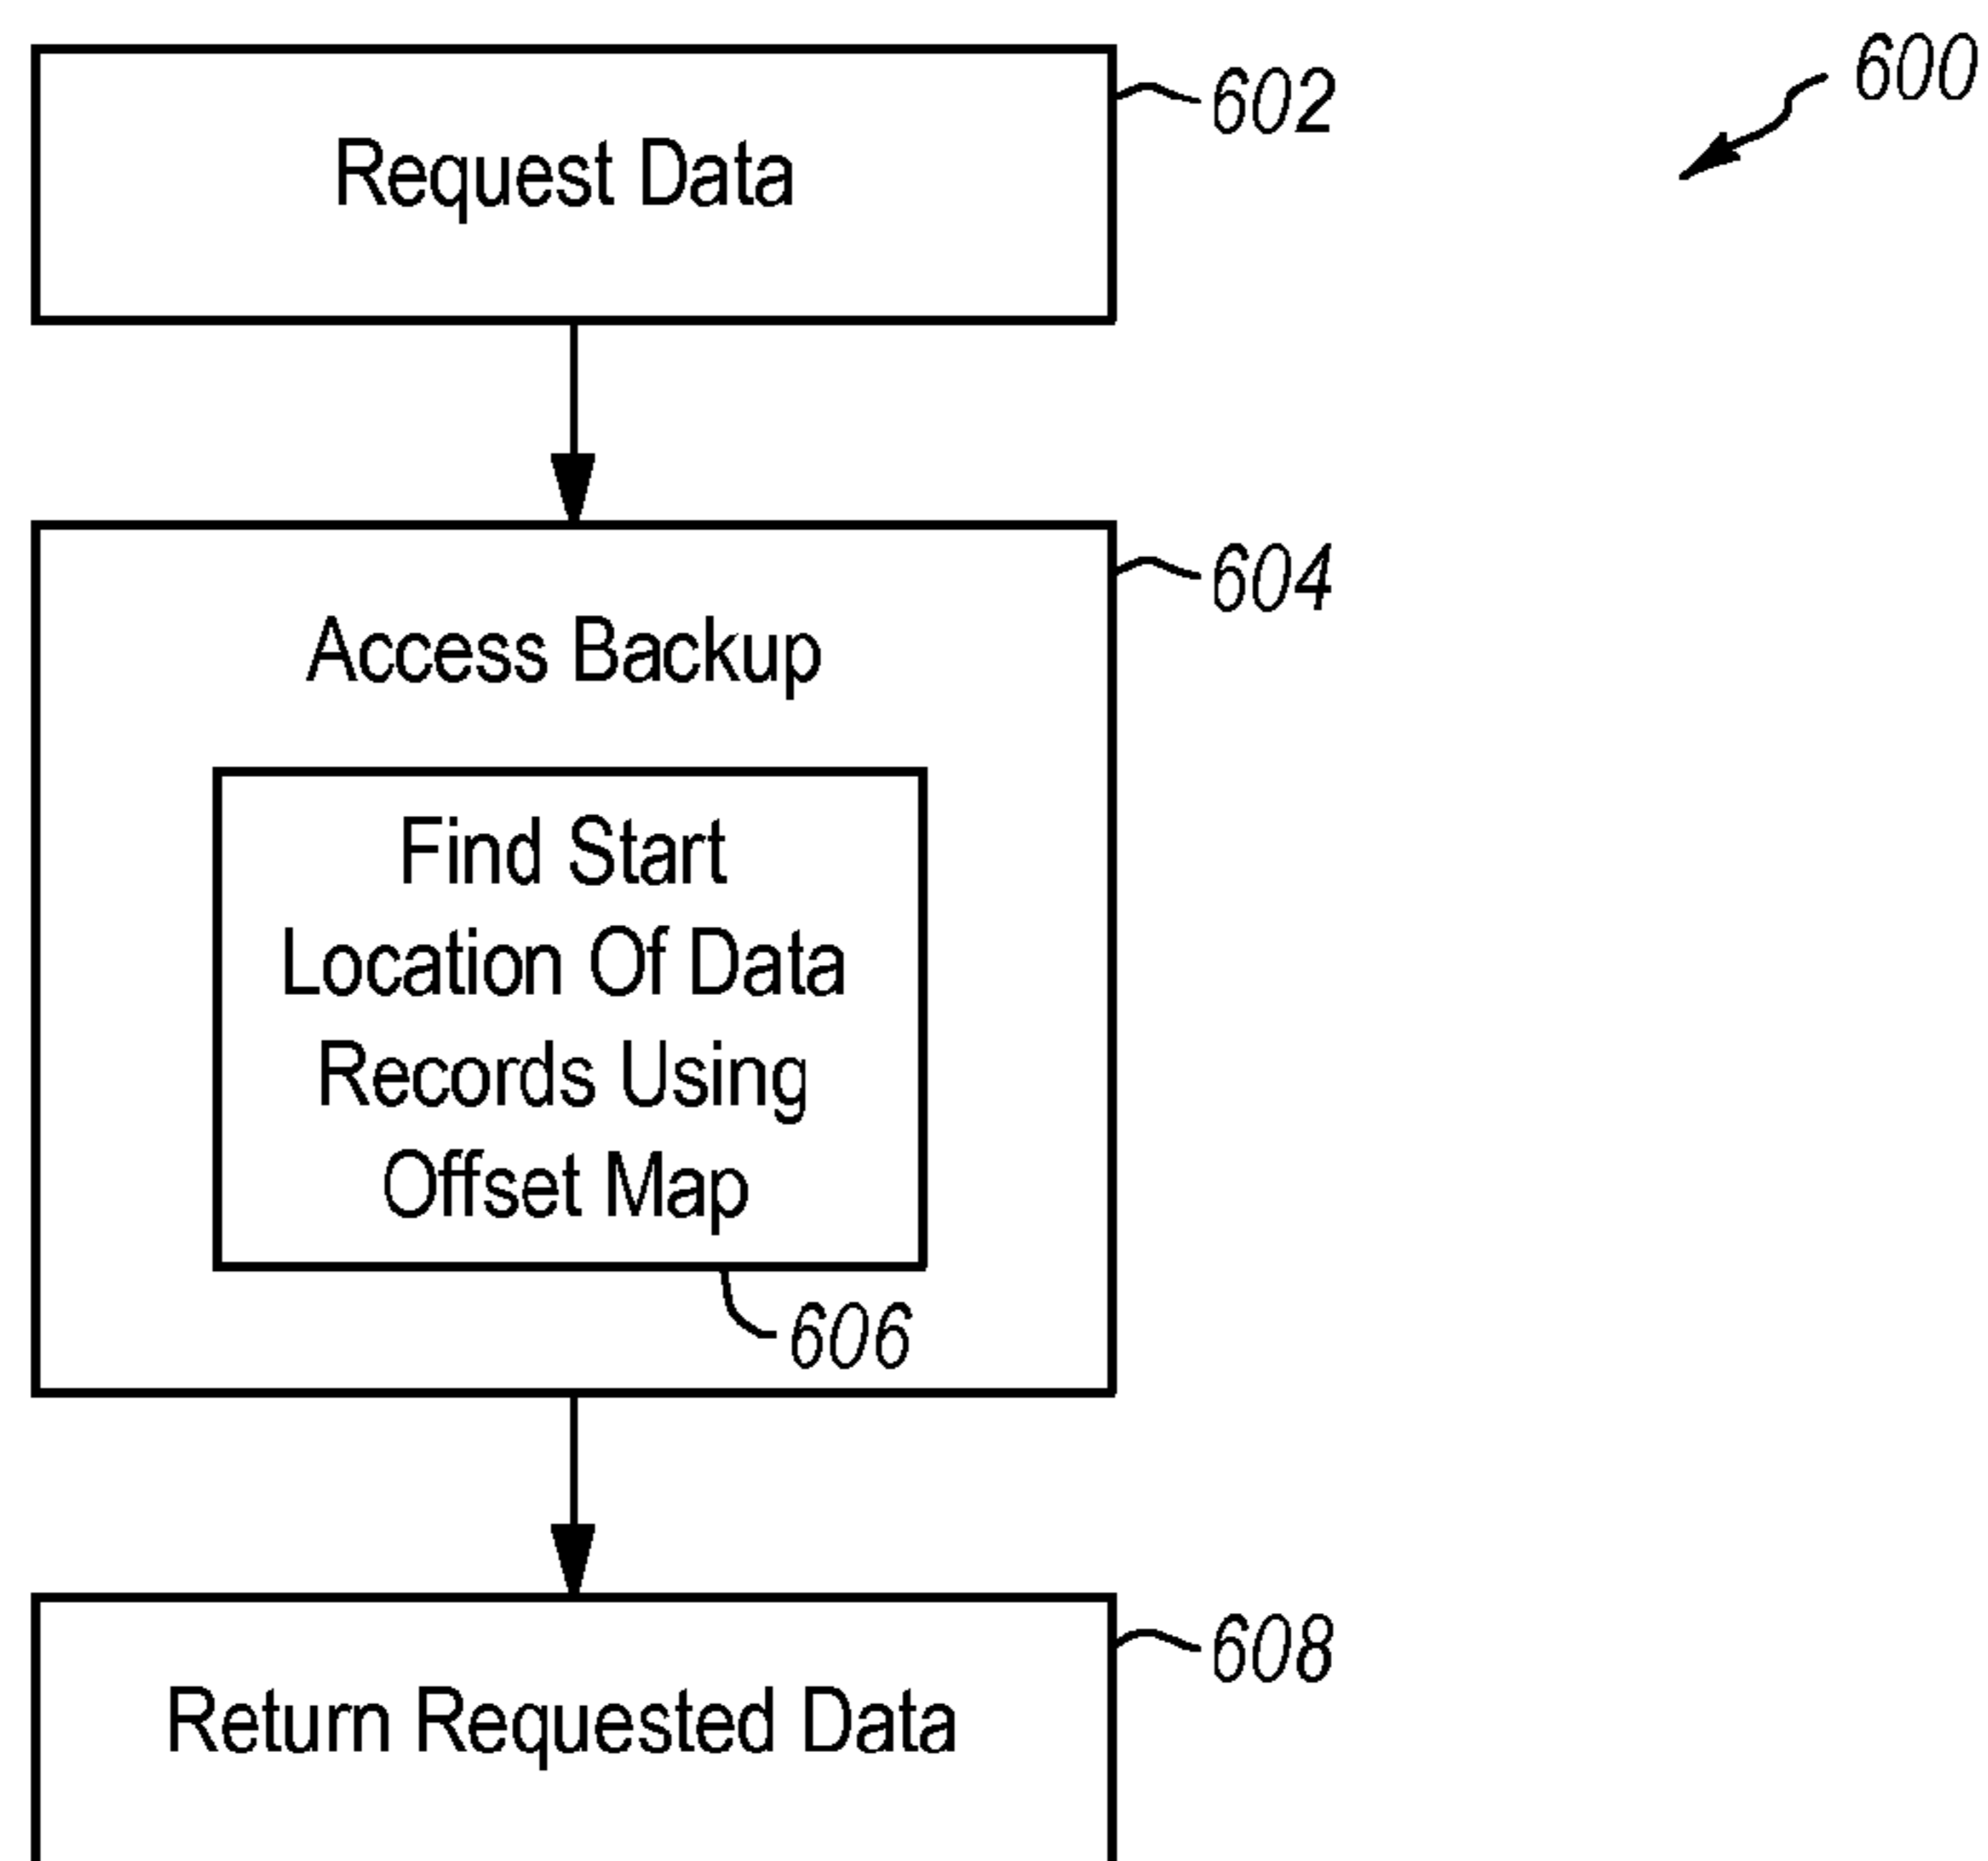 600
602
Request Data
604
Access Backup
Find Start
Location Of Data
Records Using
Offset Map
606
608
Return Requested Data